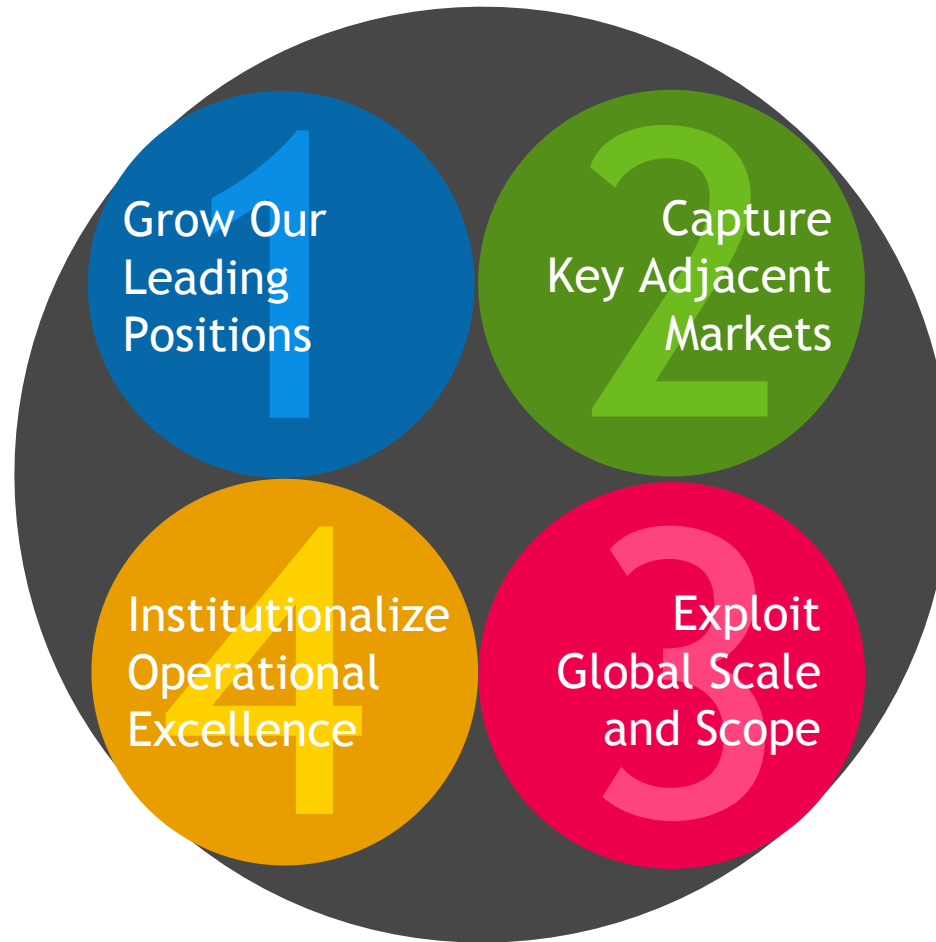 1
Grow Our
Leading
Positions
2
Capture
Key Adjacent
Markets
3
Exploit
Global Scale
and Scope
4
Institutionalize
Operational
Excellence